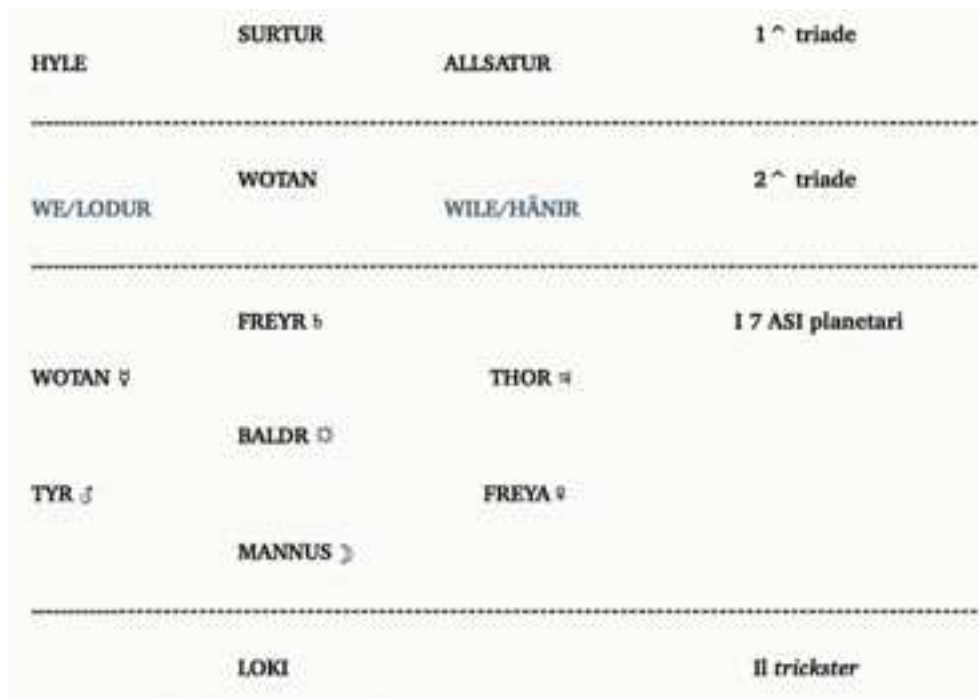 SURTUR 1^ triade
HYLE ALLSATUR
WOTAN 2^ triade
WE/LODUR WILE/HÂNIR
FREYR ♄ I 7 ASI planetari
WOTAN ☿ THOR ♃
BALDR ☼
TYR ♂ FREYA ♀
MANNUS ☽
LOKI Il trickster